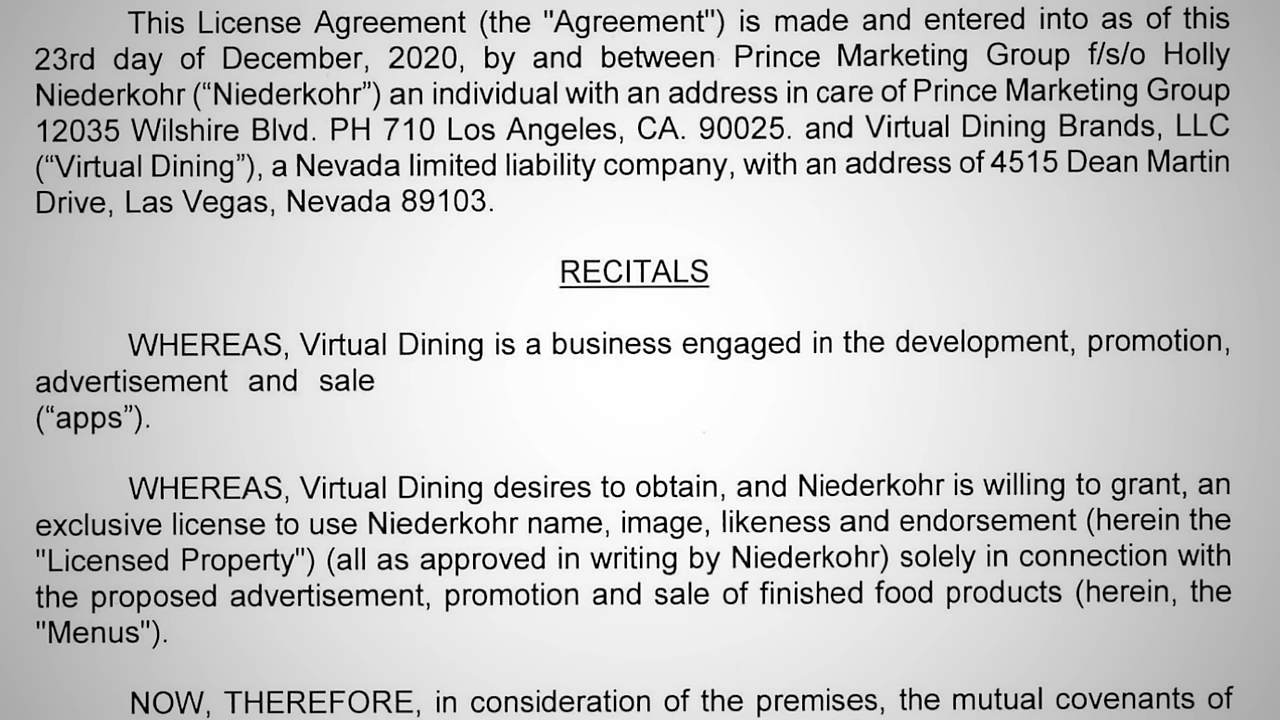 This License Agreement (the "Agreement") is made and entered into as of this
23rd day of December, 2020, by and between Prince Marketing Group f/s/o Holly
Niederkohr (“Niederkohr”) an individual with an address in care of Prince Marketing Group
12035 Wilshire Blvd. PH 710 Los Angeles, CA. 90025. and Virtual Dining Brands, LLC
(“Virtual Dining”), a Nevada limited liability company, with an address of 4515 Dean Martin
Drive, Las Vegas, Nevada 89103.
RECITALS
WHEREAS, Virtual Dining is a business engaged in the development, promotion,
advertisement and sale
(“apps”).
WHEREAS, Virtual Dining desires to obtain, and Niederkohr is willing to grant, an
exclusive license to use Niederkohr name, image, likeness and endorsement (herein the
"Licensed Property") (all as approved in writing by Niederkohr) solely in connection with
the proposed advertisement, promotion and sale of finished food products (herein, the
"Menus").
NOW, THEREFORE, in consideration of the premises, the mutual covenants of